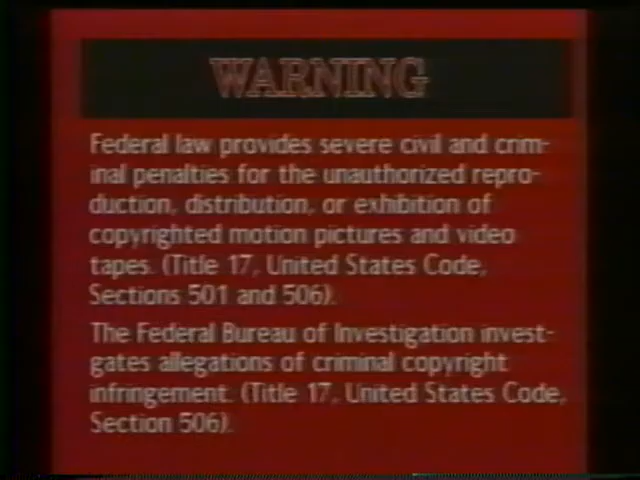 WARNING
Federal law provides severe civil and crim-
inal penalties for the unauthorized repro-
duction, distribution, or exhibition of
copyrighted motion pictures and video
tapes. (Title 17, United States Code,
Sections 501 and 506).
The Federal Bureau of Investigation invest-
gates allegations of criminal copyright
infringement. (Title 17, United States Code,
Section 506).